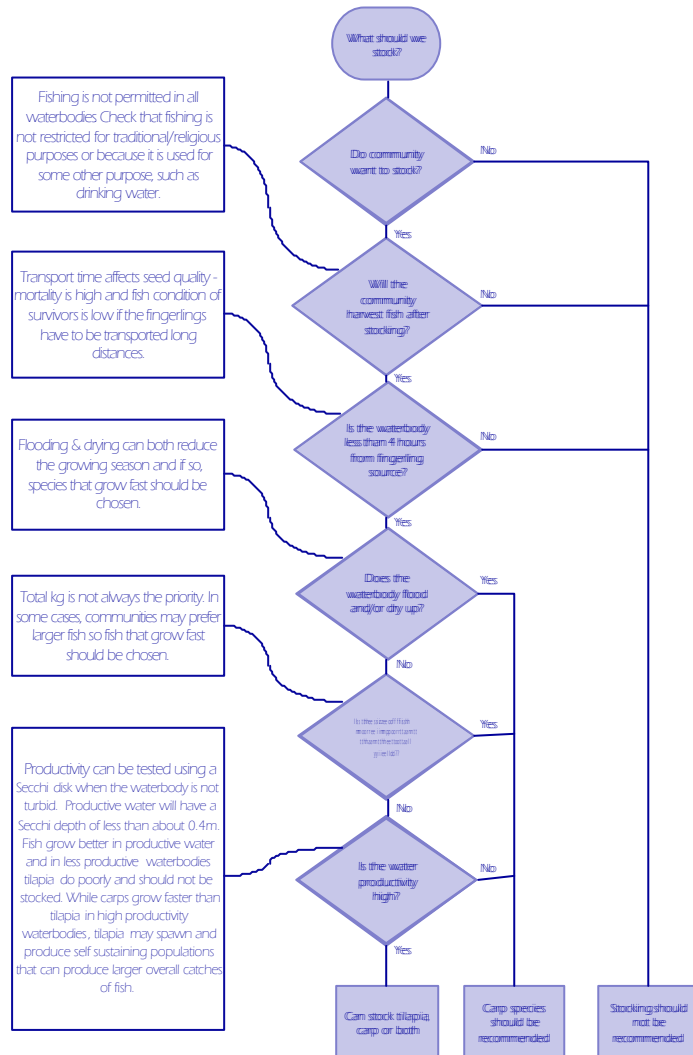 What should we
stock?
Fishing is not permitted in all
waterbodies Check that fishing is
not restricted for traditional/religious
purposes or because it is used for
some other purpose, such as
drinking water.
Do community
want to stock?
No
Yes
Transport time affects seed quality -
mortality is high and fish condition of
survivors is low if the fingerlings
have to be transported long
distances.
Will the
community
harvest fish after
stocking?
No
Yes
Flooding & drying can both reduce
the growing season and if so,
species that grow fast should be
chosen.
Is the waterbody
less than 4 hours
from fingerling
source?
No
Yes
Total kg is not always the priority. In
some cases, communities may prefer
larger fish so fish that grow fast
should be chosen.
Does the
waterbody flood
and/or dry up?
Yes
No
Is the size of fish
more important
than the total
yield?
Yes
No
Productivity can be tested using a
Secchi disk when the waterbody is not
turbid. Productive water will have a
Secchi depth of less than about 0.4m.
Fish grow better in productive water
and in less productive waterbodies
tilapia do poorly and should not be
stocked. While carps grow faster than
tilapia in high productivity
waterbodies, tilapia may spawn and
produce self sustaining populations
that can produce larger overall catches
of fish.
Is the water
productivity
high?
No
Yes
Can stock tilapia,
carp or both
Carp species
should be
recommended
Stocking should
not be
recommended